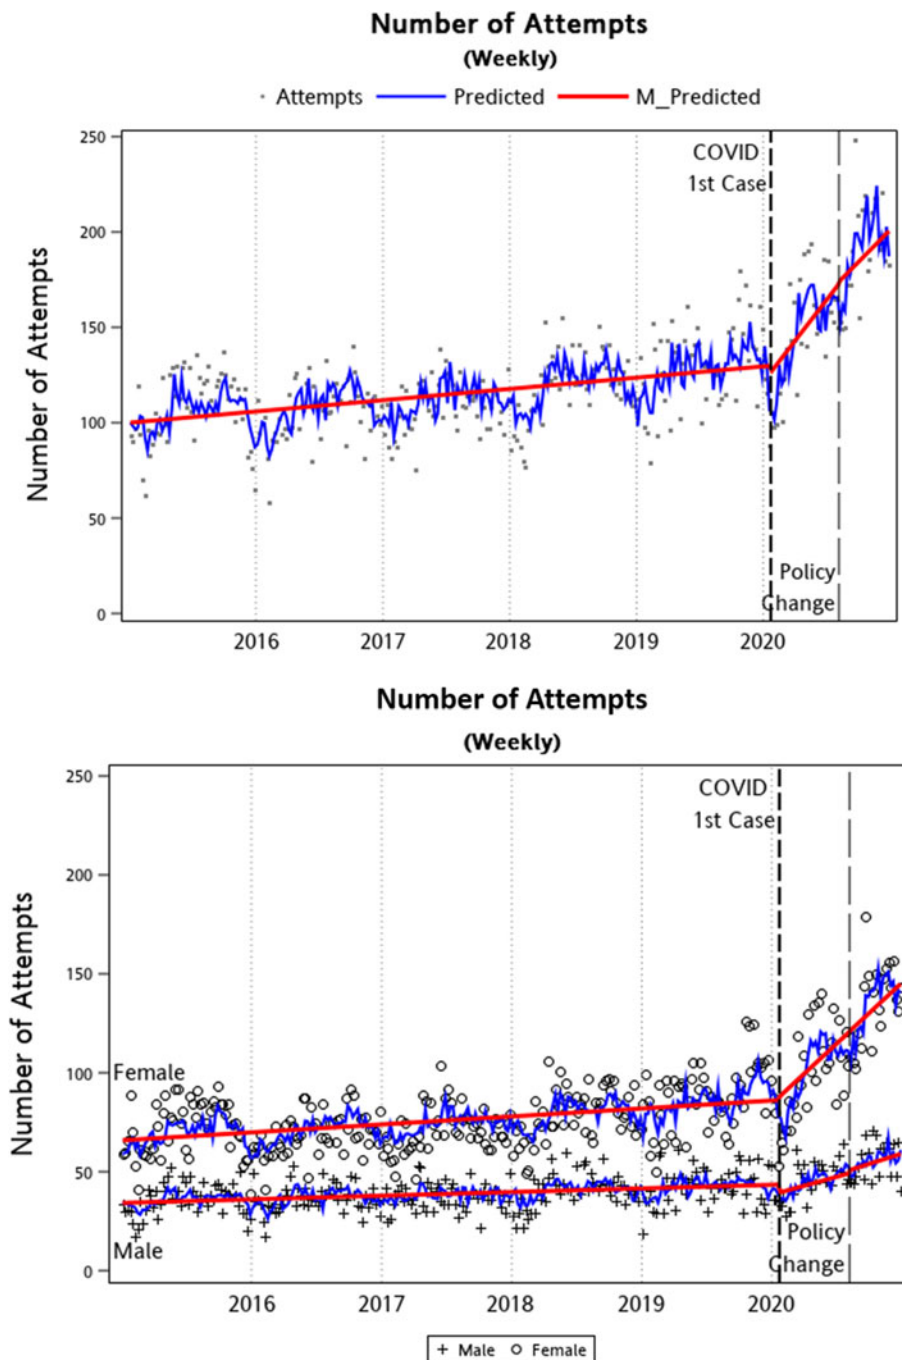 Number of Attempts
(Weekly)
Attempts Predicted M_Predicted
250
COVID
1st Case
200
150
100
50
Policy
Change
0
Number of Attempts
2016 2017 2018 2019 2020
Number of Attempts
(Weekly)
250
COVID
1st Case
200
150
100
Female
50
Male
Policy
Change
0
Number of Attempts
2016 2017 2018 2019 2020
+ Male o Female